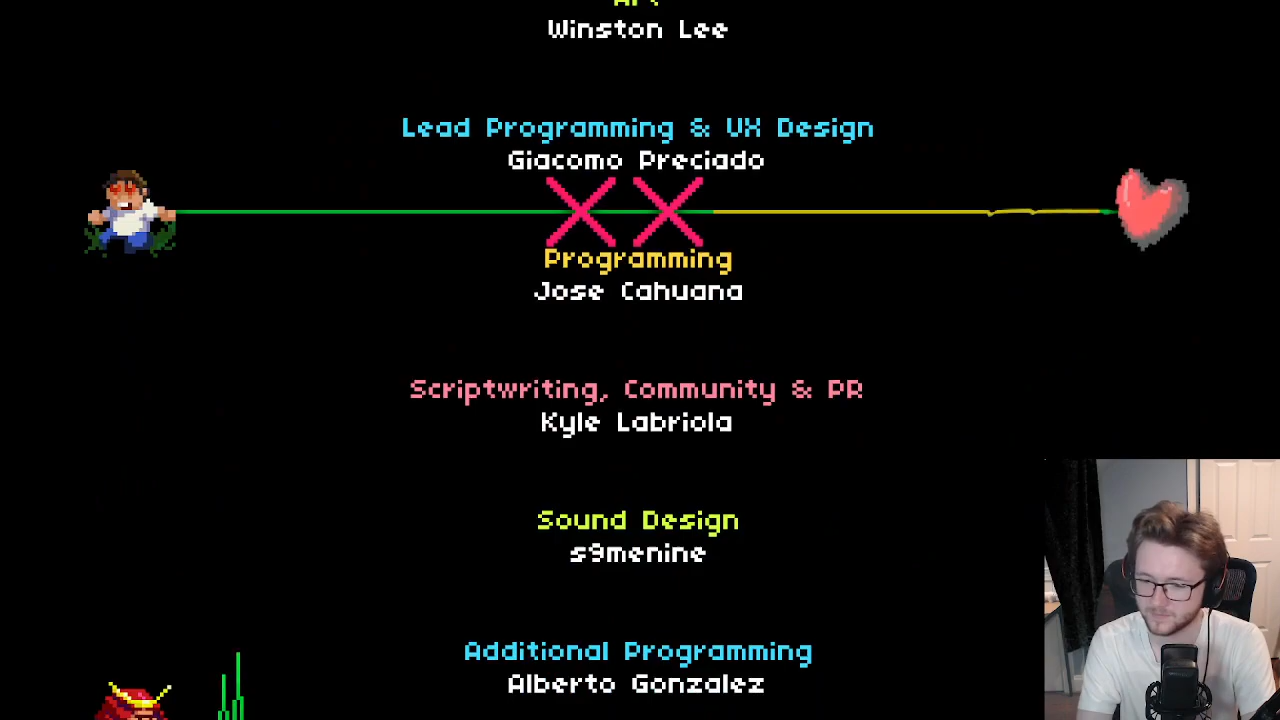 Art
Winston Lee
Lead Programming & UX Design
Giacomo Preciado
Programming
Jose Cahuana
Scriptwriting, Community & PR
Kyle Labriola
Sound Design
s9menine
Additional Programming
Alberto Gonzalez